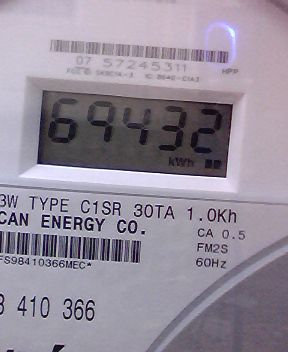 07 57245311
HPP
69432
kWh
3W TYPE C1SR 30TA 1.0Kh
CAN ENERGY CO.
CA 0.5
FM2S
60Hz
FS98410366MEC*
410 366